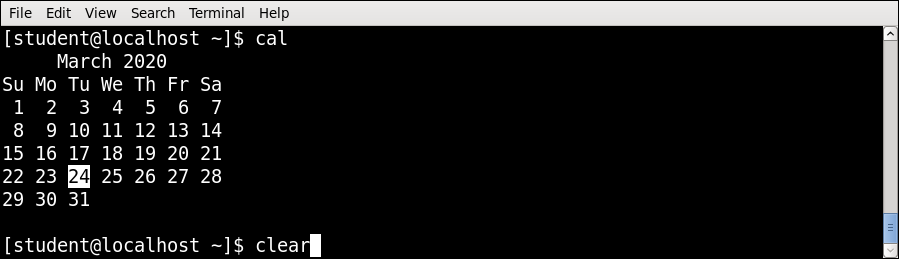 File Edit View Search Terminal Help
[student@localhost ~]$ cal
     March 2020
Su Mo Tu We Th Fr Sa
 1  2  3  4  5  6  7
 8  9 10 11 12 13 14
15 16 17 18 19 20 21
22 23 24 25 26 27 28
29 30 31
[student@localhost ~]$ clear